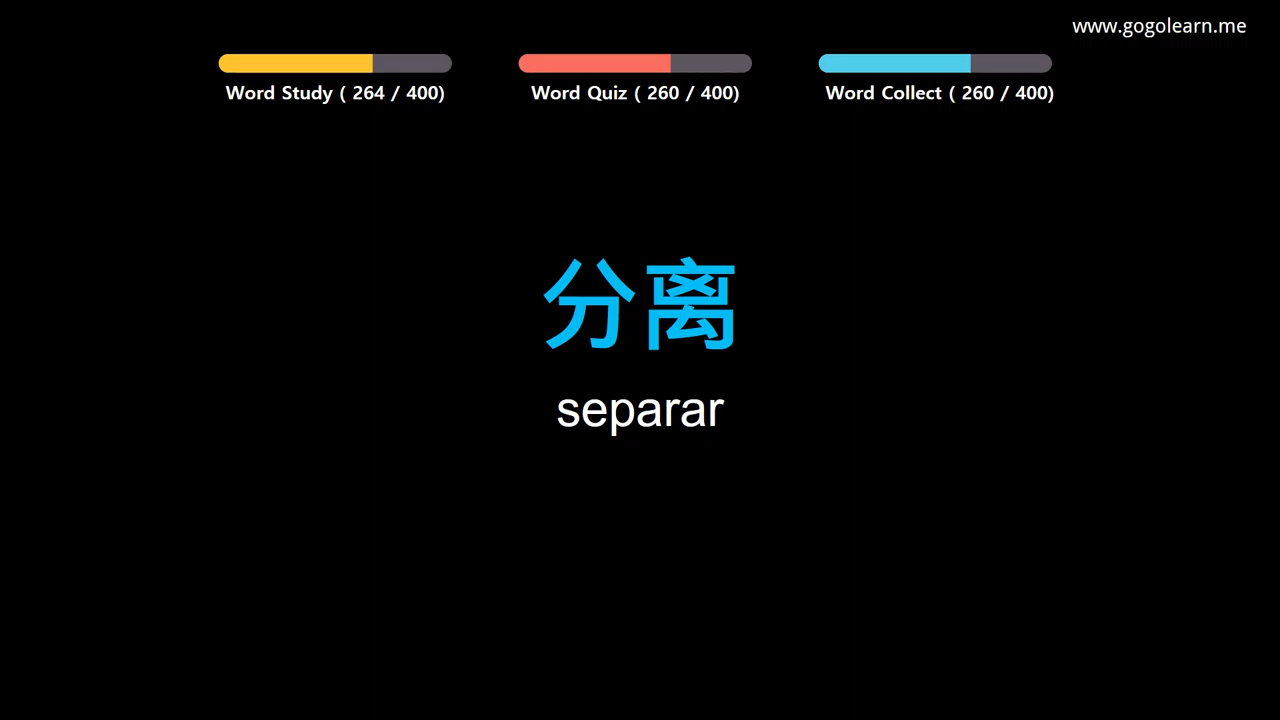 www.gogolearn.me
Word Study ( 264 / 400)
Word Quiz ( 260 / 400)
Word Collect ( 260 / 400)
分离
separar